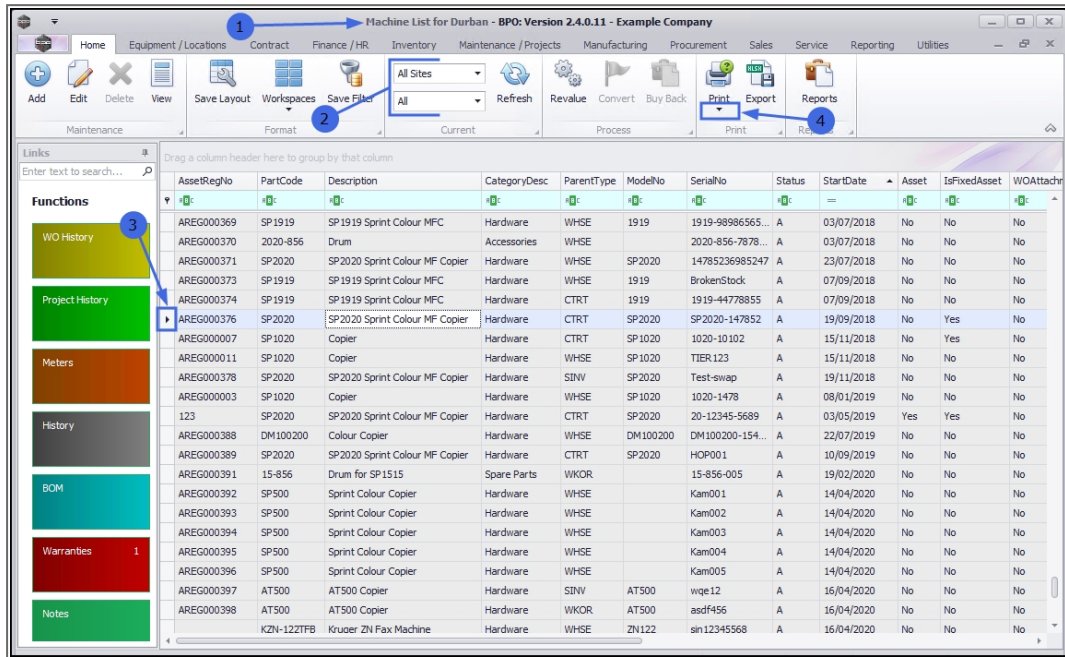 Machine List for Durban - BPO: Version 2.4.0.11 - Example Company
1
Home Equipment / Locations Contract Finance / HR Inventory Maintenance / Projects Manufacturing Procurement Sales Service Reporting Utilities
All Sites
All
Add Edit Delete View Save Layout Workspaces Save Filter Refresh Revalue Convert Buy Back Print Export Reports
2
4
Maintenance Format Current Process Print
Links
Drag a column header here to group by that column
Enter text to search...
AssetRegNo PartCode Description CategoryDesc ParentType ModelNo SerialNo Status StartDate Asset IsFixedAsset WOAttachm
Functions
3
WO History
Project History
Meters
History
BOM
Warranties 1
Notes
AREG000369 SP1919 SP1919 Sprint Colour MFC Hardware WHSE 1919 1919-98986565... A 03/07/2018 No No No
AREG000370 2020-856 Drum Accessories WHSE 2020-856-7878... A 03/07/2018 No No No
AREG000371 SP2020 SP2020 Sprint Colour MF Copier Hardware WHSE SP2020 14785236985247 A 23/07/2018 No No No
AREG000373 SP1919 SP1919 Sprint Colour MFC Hardware WHSE 1919 BrokenStock A 07/09/2018 No No No
AREG000374 SP1919 SP1919 Sprint Colour MFC Hardware CTRT 1919 1919-44778855 A 07/09/2018 No No No
AREG000376 SP2020 SP2020 Sprint Colour MF Copier Hardware CTRT SP2020 SP2020-147852 A 19/09/2018 No Yes No
AREG000007 SP1020 Copier Hardware CTRT SP1020 1020-10102 A 15/11/2018 No Yes No
AREG000011 SP1020 Copier Hardware WHSE SP1020 TIER123 A 15/11/2018 No No No
AREG000378 SP2020 SP2020 Sprint Colour MF Copier Hardware SINV SP2020 Test-swap A 19/11/2018 No No No
AREG000003 SP1020 Copier Hardware WHSE SP1020 1020-1478 A 08/01/2019 No No No
123 SP2020 SP2020 Sprint Colour MF Copier Hardware CTRT SP2020 20-12345-5689 A 03/05/2019 Yes Yes No
AREG000388 DM100200 Colour Copier Hardware WHSE DM100200 DM100200-154... A 22/07/2019 No No No
AREG000389 SP2020 SP2020 Sprint Colour MF Copier Hardware CTRT SP2020 HOP001 A 10/09/2019 No No No
AREG000391 15-856 Drum for SP1515 Spare Parts WKOR 15-856-005 A 19/02/2020 No No No
AREG000392 SP500 Sprint Colour Copier Hardware WHSE Kam001 A 14/04/2020 No No No
AREG000393 SP500 Sprint Colour Copier Hardware WHSE Kam002 A 14/04/2020 No No No
AREG000394 SP500 Sprint Colour Copier Hardware WHSE Kam003 A 14/04/2020 No No No
AREG000395 SP500 Sprint Colour Copier Hardware WHSE Kam004 A 14/04/2020 No No No
AREG000396 SP500 Sprint Colour Copier Hardware WHSE Kam005 A 14/04/2020 No No No
AREG000397 AT500 AT500 Copier Hardware SINV AT500 wqe12 A 16/04/2020 No No No
AREG000398 AT500 AT500 Copier Hardware WKOR AT500 asdf456 A 16/04/2020 No No No
KZN-122TFB Kruger ZN Fax Machine Hardware WHSE ZN122 sin12345568 A 16/04/2020 No No No